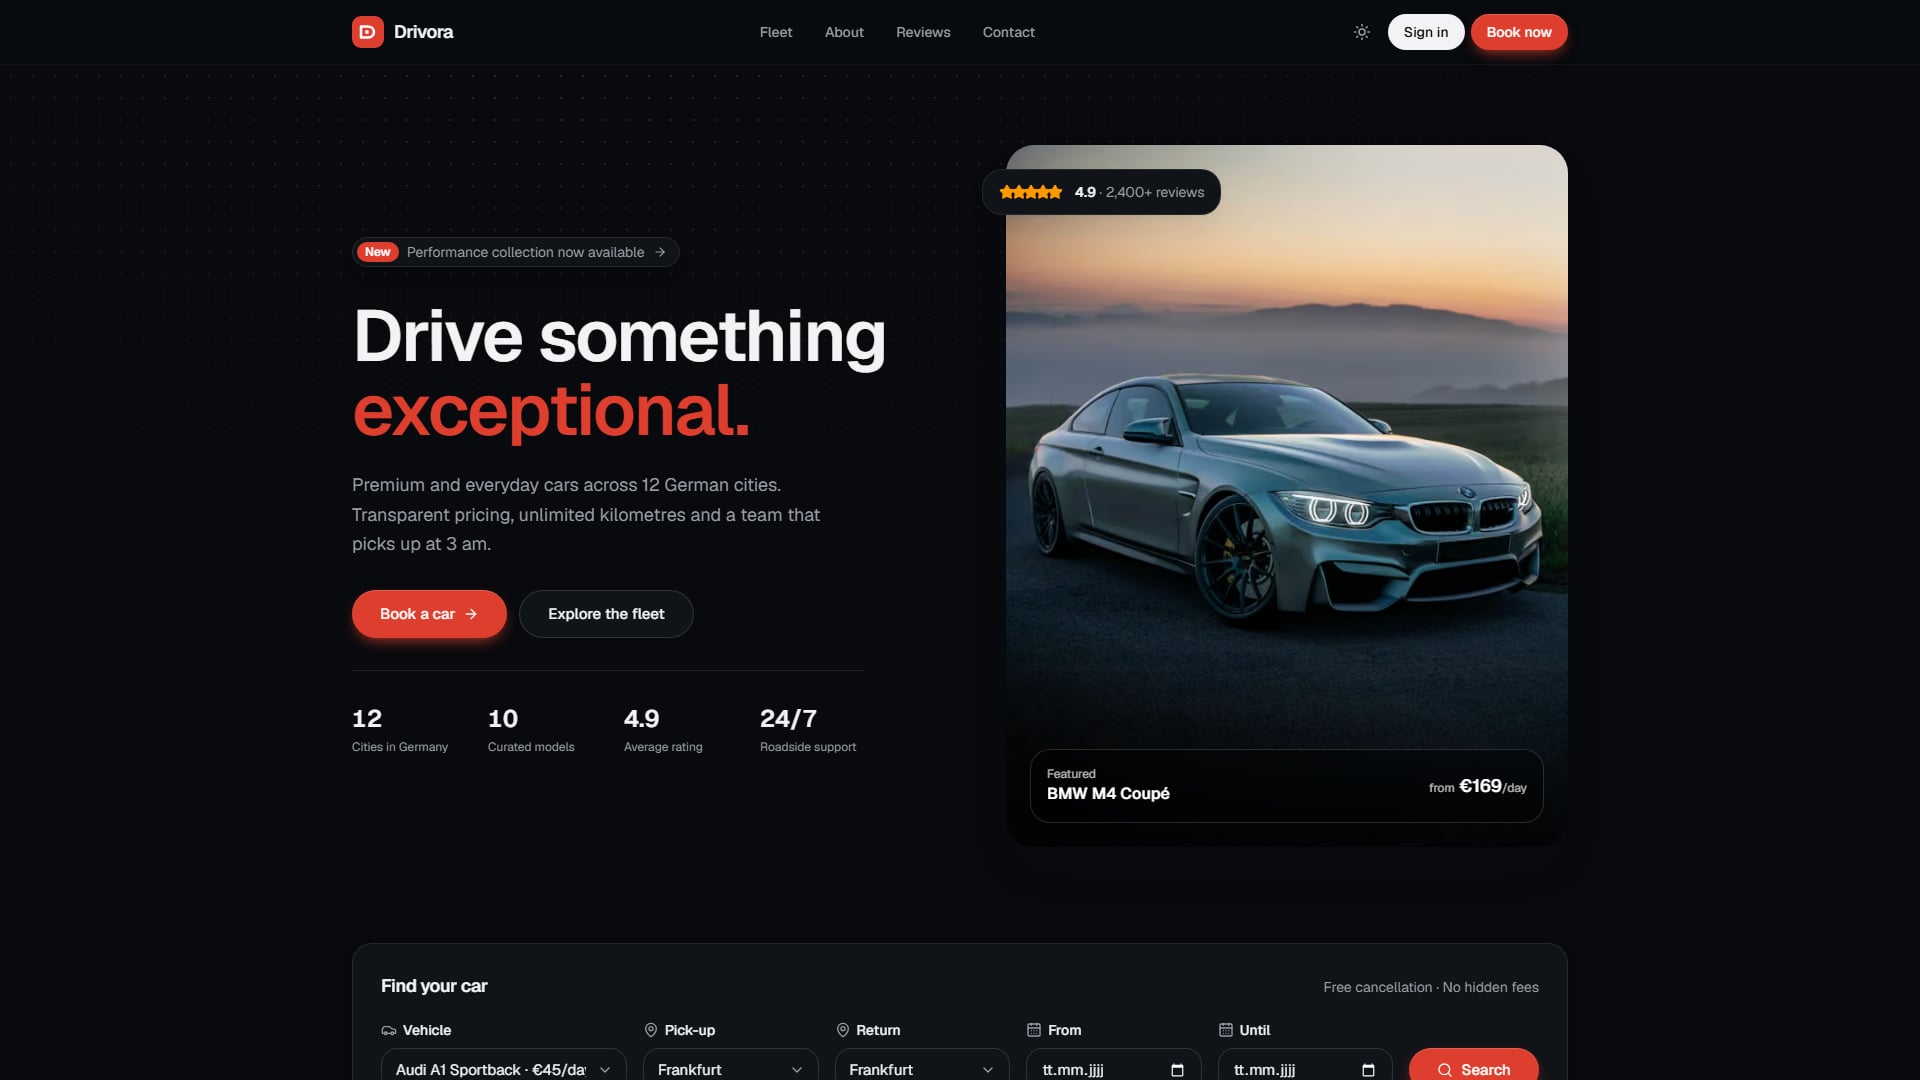 Drivora
Fleet
About
Reviews
Contact
Sign in
Book now
4.9 · 2,400+ reviews
New
Performance collection now available →
Drive something
exceptional.
Premium and everyday cars across 12 German cities.
Transparent pricing, unlimited kilometres and a team that
picks up at 3 am.
Book a car →
Explore the fleet
12
Cities in Germany
10
Curated models
4.9
Average rating
24/7
Roadside support
Featured
BMW M4 Coupé
from €169/day
Find your car
Free cancellation · No hidden fees
Vehicle
Pick-up
Return
From
Until
Audi A1 Sportback · €45/day
Frankfurt
Frankfurt
tt.mm.jjjj
tt.mm.jjjj
Search